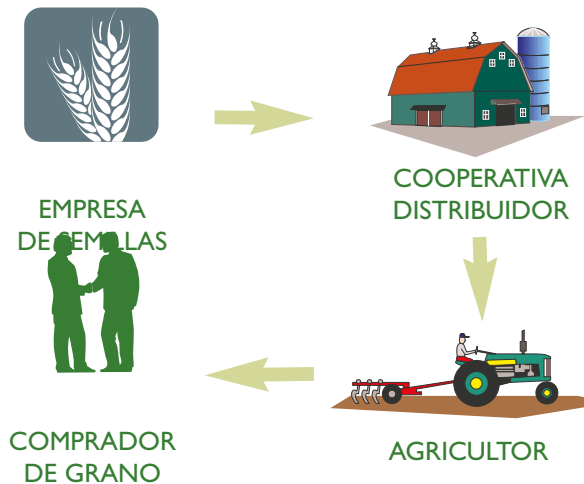 EMPRESA
DE SEMILLAS
COOPERATIVA
DISTRIBUIDOR
COMPRADOR
DE GRANO
AGRICULTOR